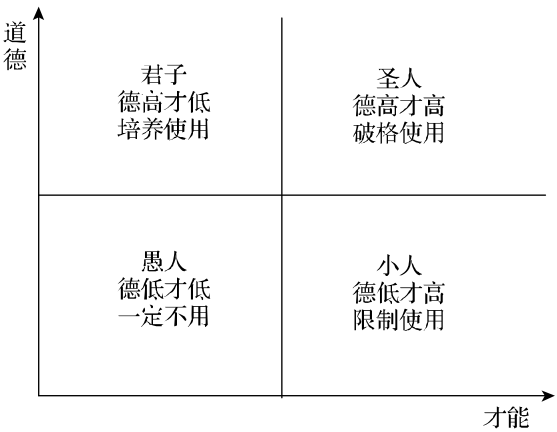 道德
君子
德高才低
培养使用
圣人
德高才高
破格使用
愚人
德低才低
一定不用
小人
德低才高
限制使用
才能